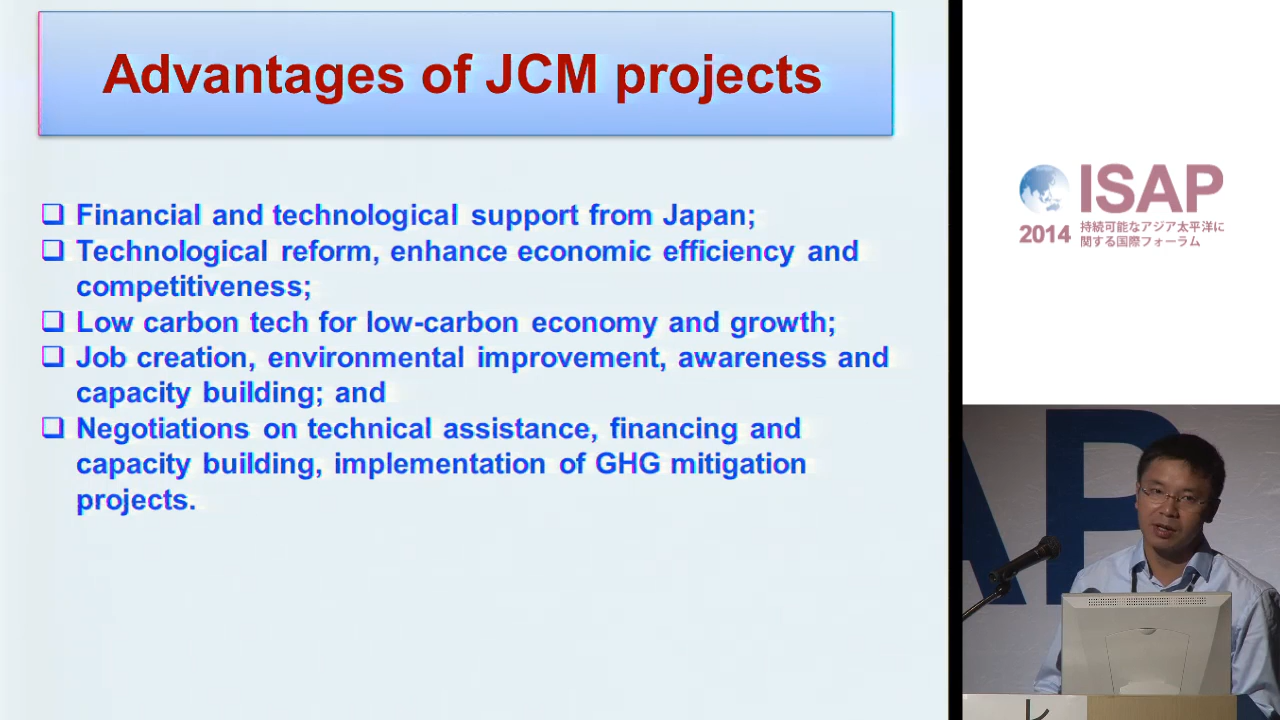 Advantages of JCM projects
❑ Financial and technological support from Japan;
❑ Technological reform, enhance economic efficiency and
competitiveness;
❑ Low carbon tech for low-carbon economy and growth;
❑ Job creation, environmental improvement, awareness and
capacity building; and
❑ Negotiations on technical assistance, financing and
capacity building, implementation of GHG mitigation
projects.
ISAP
2014
持続可能なアジア太平洋に
関する国際フォーラム
AP